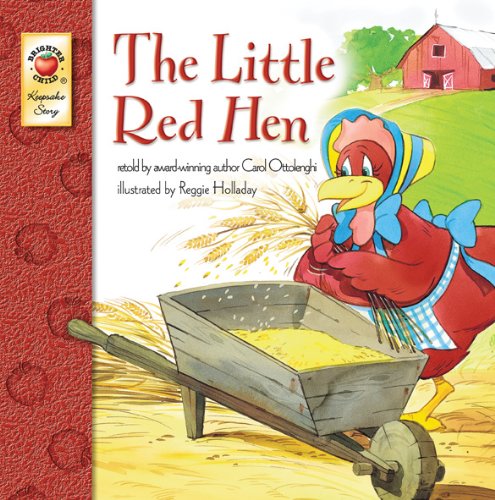 BRIGHTER
CHILD
®
Keepsake
Story
The Little
Red Hen
retold by award-winning author Carol Ottolenghi
illustrated by Reggie Holladay